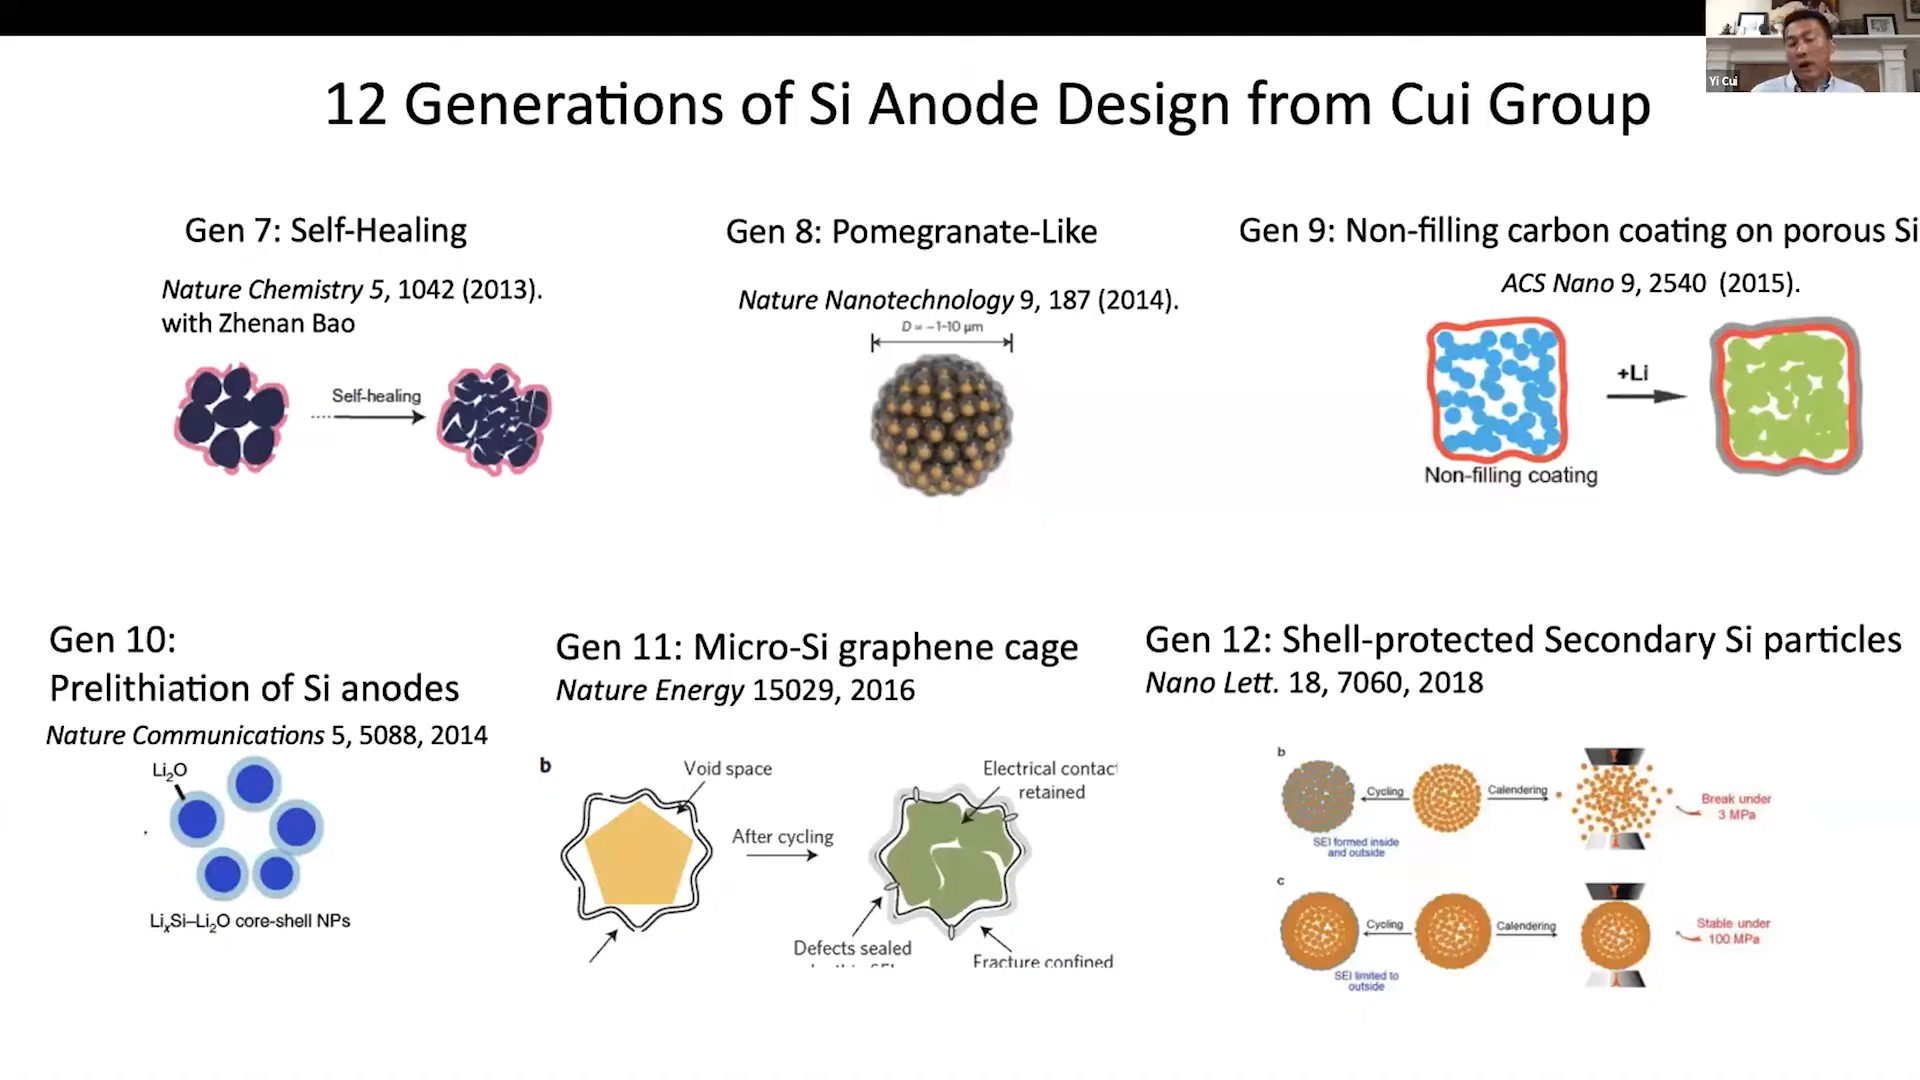 Yi Cui
12 Generations of Si Anode Design from Cui Group
Gen 7: Self-Healing
Nature Chemistry 5, 1042 (2013).
with Zhenan Bao
Self-healing
Gen 8: Pomegranate-Like
Nature Nanotechnology 9, 187 (2014).
D = ~1-10 μm
Gen 9: Non-filling carbon coating on porous Si
ACS Nano 9, 2540 (2015).
+Li
Non-filling coating
Gen 10:
Prelithiation of Si anodes
Nature Communications 5, 5088, 2014
Li₂O
LiₓSi–Li₂O core-shell NPs
Gen 11: Micro-Si graphene cage
Nature Energy 15029, 2016
b
Void space
After cycling
Electrical contact
retained
Defects sealed
Fracture confined
Gen 12: Shell-protected Secondary Si particles
Nano Lett. 18, 7060, 2018
b
Cycling
Calendering
Break under
3 MPa
SEI formed inside
and outside
c
Cycling
Calendering
Stable under
100 MPa
SEI limited to
outside